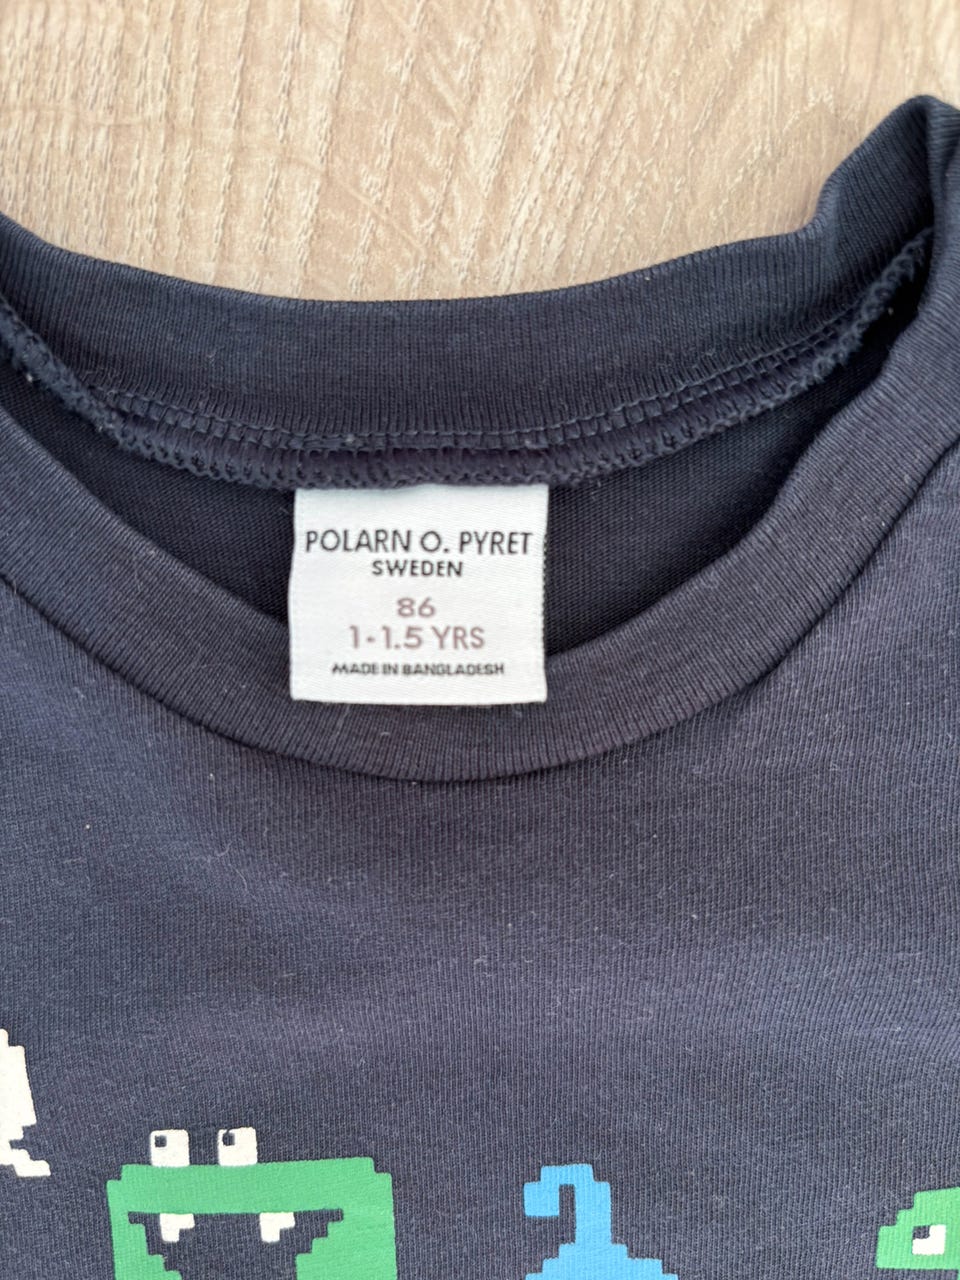 POLARN O. PYRET
SWEDEN
86
1-1.5 YRS
MADE IN BANGLADESH